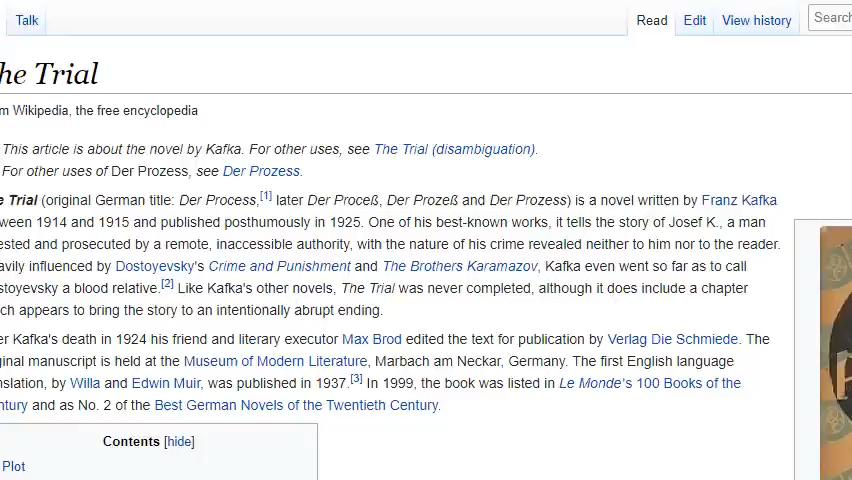 Talk
Read Edit View history Search
he Trial
m Wikipedia, the free encyclopedia
This article is about the novel by Kafka. For other uses, see The Trial (disambiguation).
For other uses of Der Prozess, see Der Prozess.
e Trial (original German title: Der Process,[1] later Der Proceß, Der Prozeß and Der Prozess) is a novel written by Franz Kafka
ween 1914 and 1915 and published posthumously in 1925. One of his best-known works, it tells the story of Josef K., a man
ested and prosecuted by a remote, inaccessible authority, with the nature of his crime revealed neither to him nor to the reader.
avily influenced by Dostoyevsky's Crime and Punishment and The Brothers Karamazov, Kafka even went so far as to call
stoyevsky a blood relative.[2] Like Kafka's other novels, The Trial was never completed, although it does include a chapter
ich appears to bring the story to an intentionally abrupt ending.
er Kafka's death in 1924 his friend and literary executor Max Brod edited the text for publication by Verlag Die Schmiede. The
ginal manuscript is held at the Museum of Modern Literature, Marbach am Neckar, Germany. The first English language
nslation, by Willa and Edwin Muir, was published in 1937.[3] In 1999, the book was listed in Le Monde's 100 Books of the
ntury and as No. 2 of the Best German Novels of the Twentieth Century.
Contents [hide]
Plot